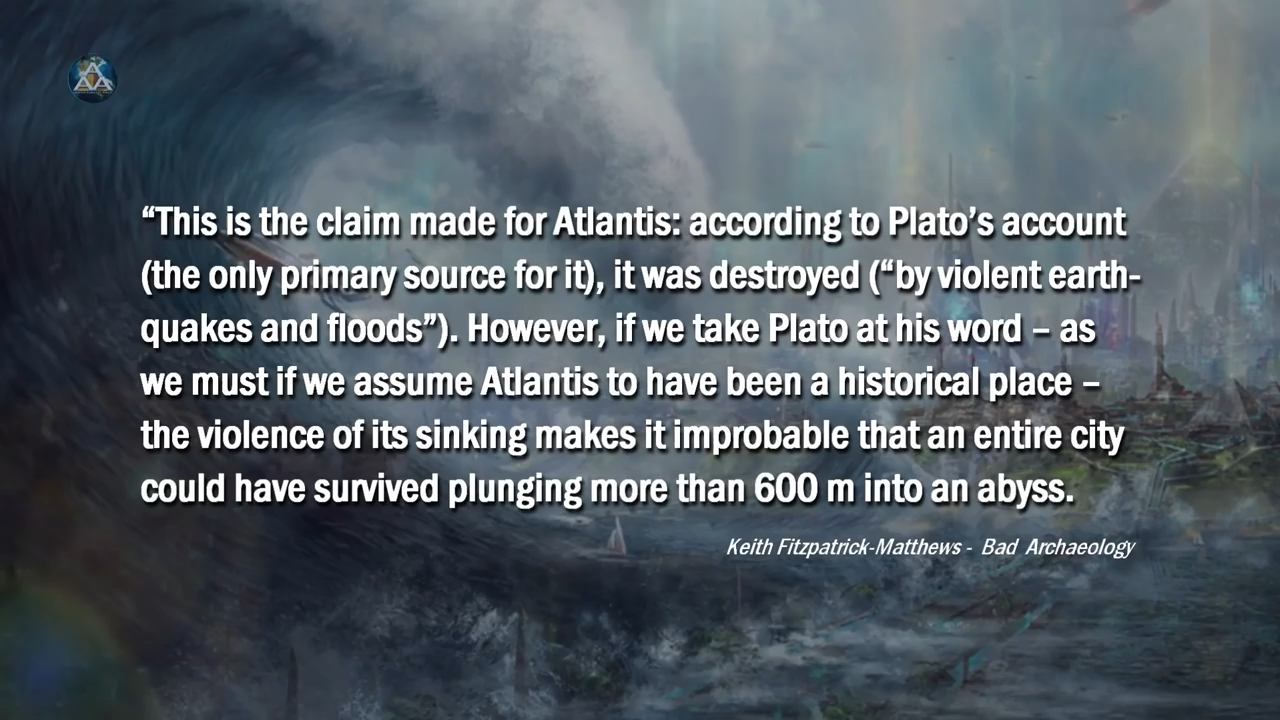 “This is the claim made for Atlantis: according to Plato’s account
(the only primary source for it), it was destroyed (“by violent earth-
quakes and floods”). However, if we take Plato at his word – as
we must if we assume Atlantis to have been a historical place –
the violence of its sinking makes it improbable that an entire city
could have survived plunging more than 600 m into an abyss.
Keith Fitzpatrick-Matthews - Bad Archaeology